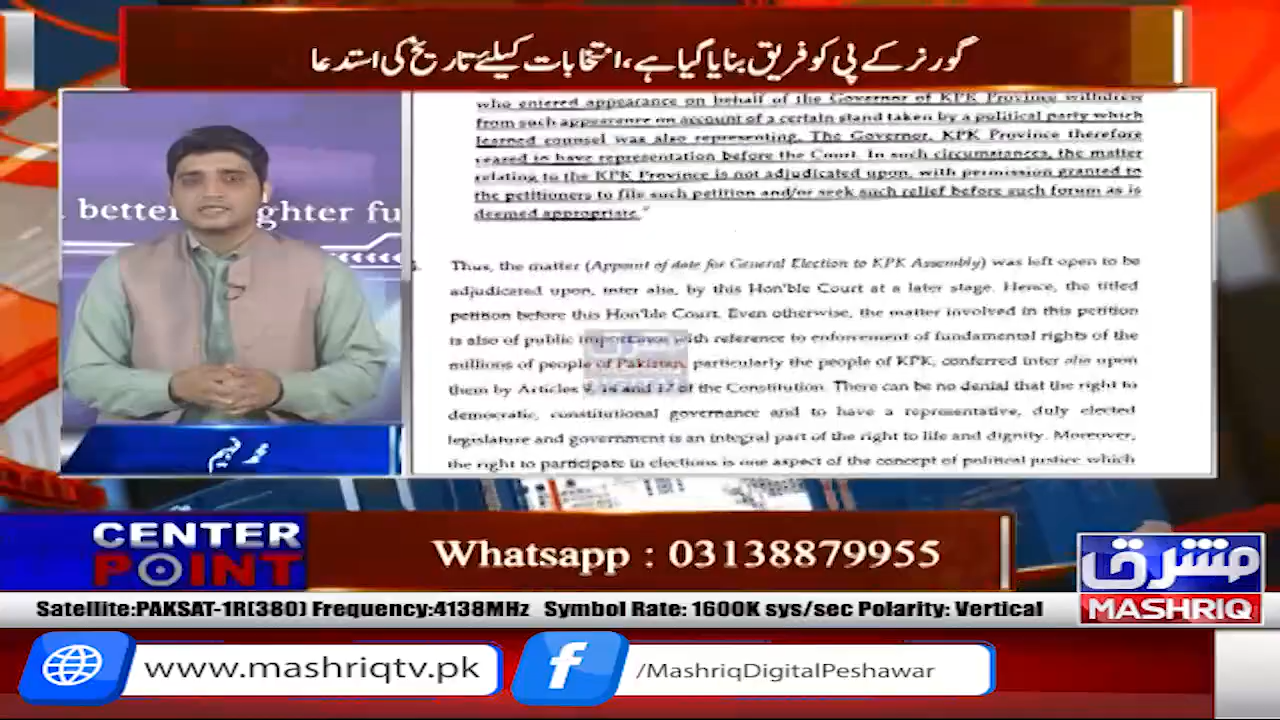 گورنر کے پی کو فریق بنایا گیا ہے، انتخابات کیلئے تاریخ کی استدعا
who entered appearance on behalf of the Governor of KPK Province withdrew
from such appearance on account of a certain stand taken by a political party which
learned counsel was also representing. The Governor, KPK Province therefore
ceased to have representation before the Court. In such circumstances, the matter
relating to the KPK Province is not adjudicated upon, with permission granted to
the petitioners to file such petition and/or seek such relief before such forum as is
deemed appropriate."
Thus, the matter (Appoint of date for General Election to KPK Assembly) was left open to be
adjudicated upon, inter alia, by this Hon'ble Court at a later stage. Hence, the titled
petition before this Hon'ble Court. Even otherwise, the matter involved in this petition
is also of public importance with reference to enforcement of fundamental rights of the
millions of people of Pakistan, particularly the people of KPK, conferred inter alia upon
them by Articles 9, 14 and 17 of the Constitution. There can be no denial that the right to
democratic, constitutional governance and to have a representative, duly elected
legislature and government is an integral part of the right to life and dignity. Moreover,
the right to participate in elections is one aspect of the concept of political justice which
better ghter fu
محمد فہیم
CENTER
POINT
Whatsapp : 03138879955
مشرق
MASHRIQ
Satellite:PAKSAT-1R(380) Frequency:4138MHz Symbol Rate: 1600K sys/sec Polarity: Vertical
www.mashriqtv.pk
f
/MashriqDigitalPeshawar